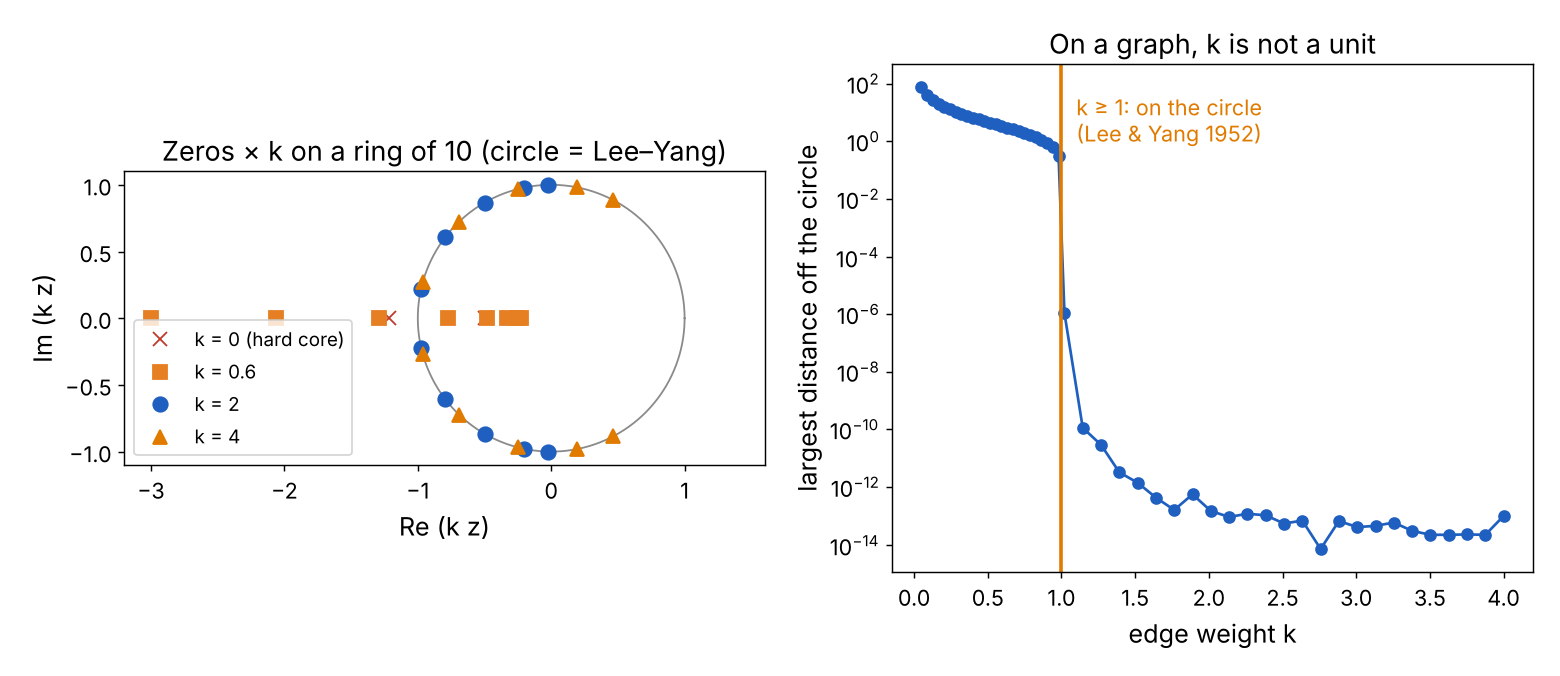 Zeros × k on a ring of 10 (circle = Lee–Yang)
Im (k z)
1.0
0.5
0.0
−0.5
−1.0
k = 0 (hard core)
k = 0.6
k = 2
k = 4
−3
−2
−1
0
1
Re (k z)
On a graph, k is not a unit
largest distance off the circle
10²
10⁰
10⁻²
10⁻⁴
10⁻⁶
10⁻⁸
10⁻¹⁰
10⁻¹²
10⁻¹⁴
k ≥ 1: on the circle
(Lee & Yang 1952)
0.0
0.5
1.0
1.5
2.0
2.5
3.0
3.5
4.0
edge weight k